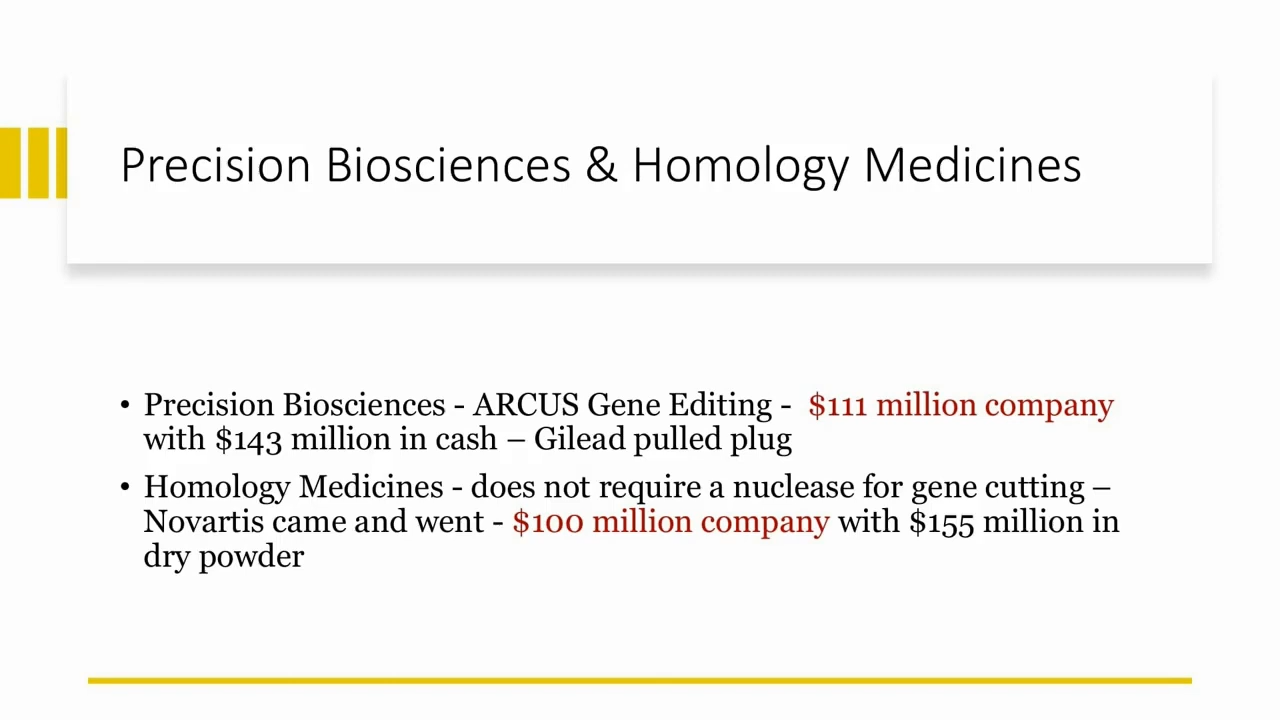 Precision Biosciences & Homology Medicines
• Precision Biosciences - ARCUS Gene Editing -  $111 million company
with $143 million in cash – Gilead pulled plug
• Homology Medicines - does not require a nuclease for gene cutting –
Novartis came and went - $100 million company with $155 million in
dry powder